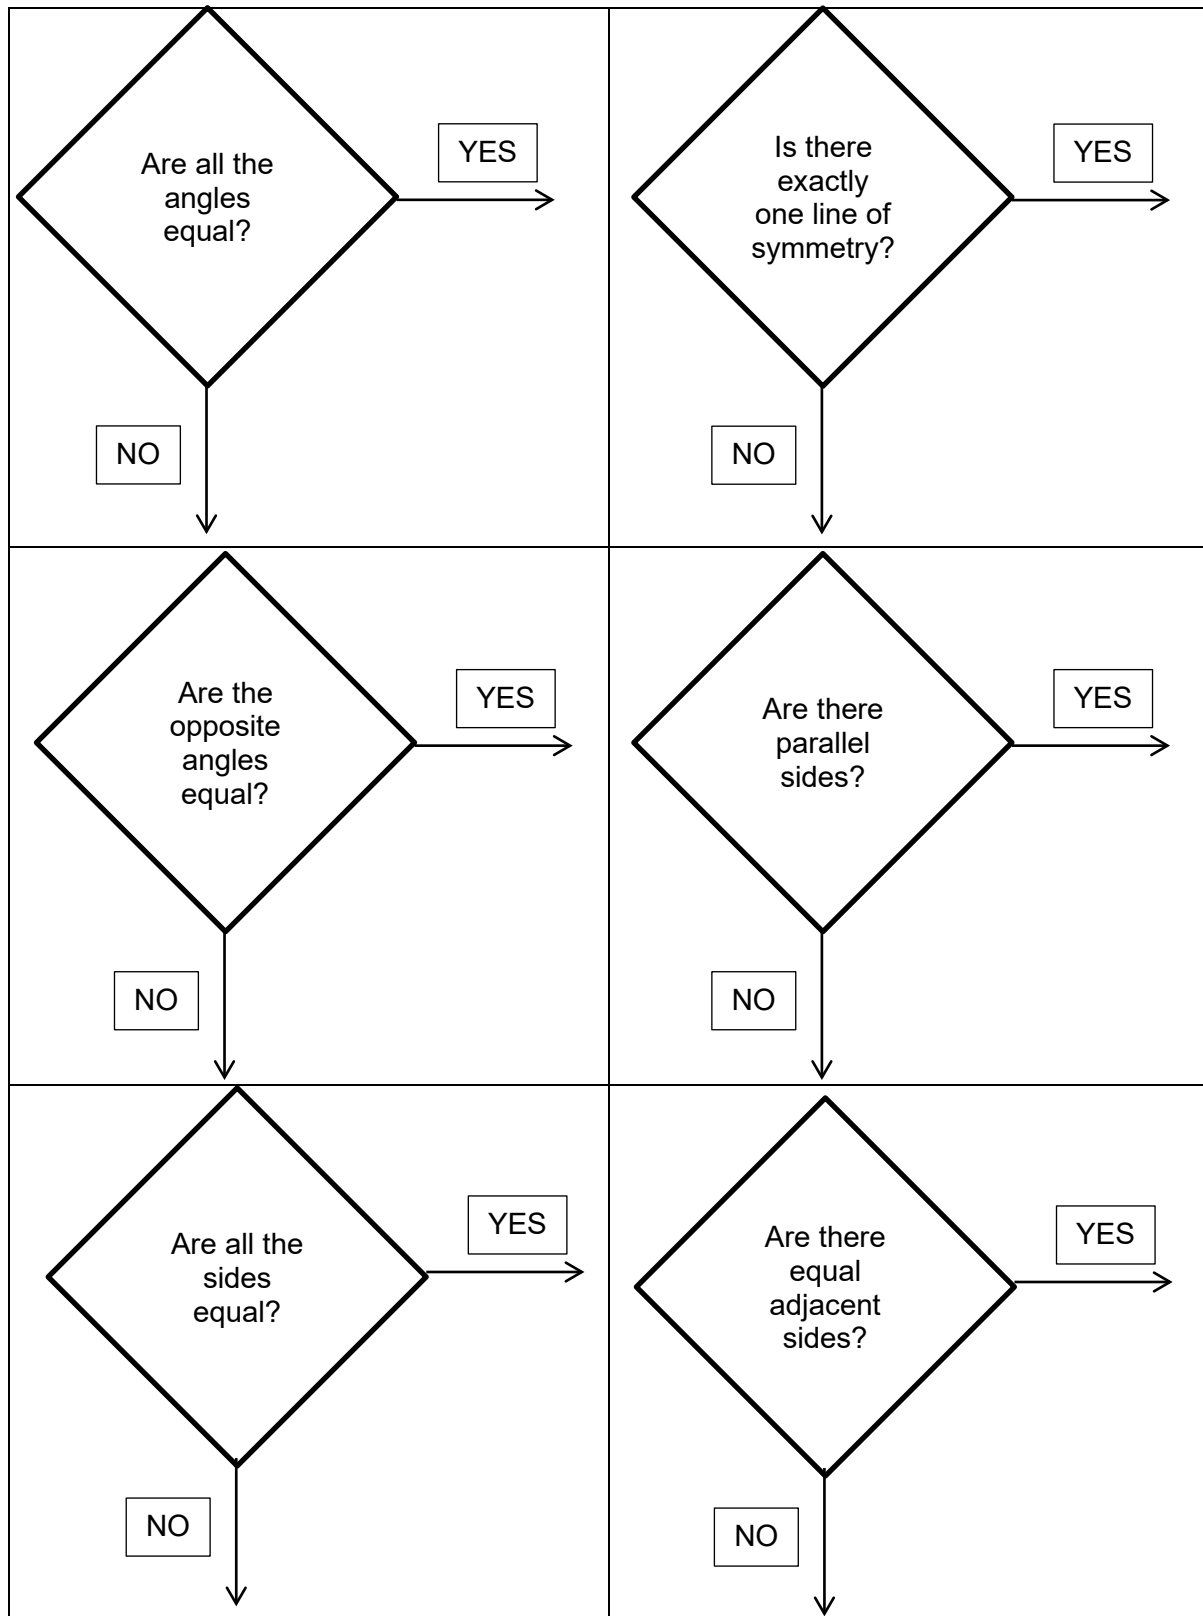 Are all the
angles
equal?
YES
NO
Is there
exactly
one line of
symmetry?
YES
NO
Are the
opposite
angles
equal?
YES
NO
Are there
parallel
sides?
YES
NO
Are all the
sides
equal?
YES
NO
Are there
equal
adjacent
sides?
YES
NO